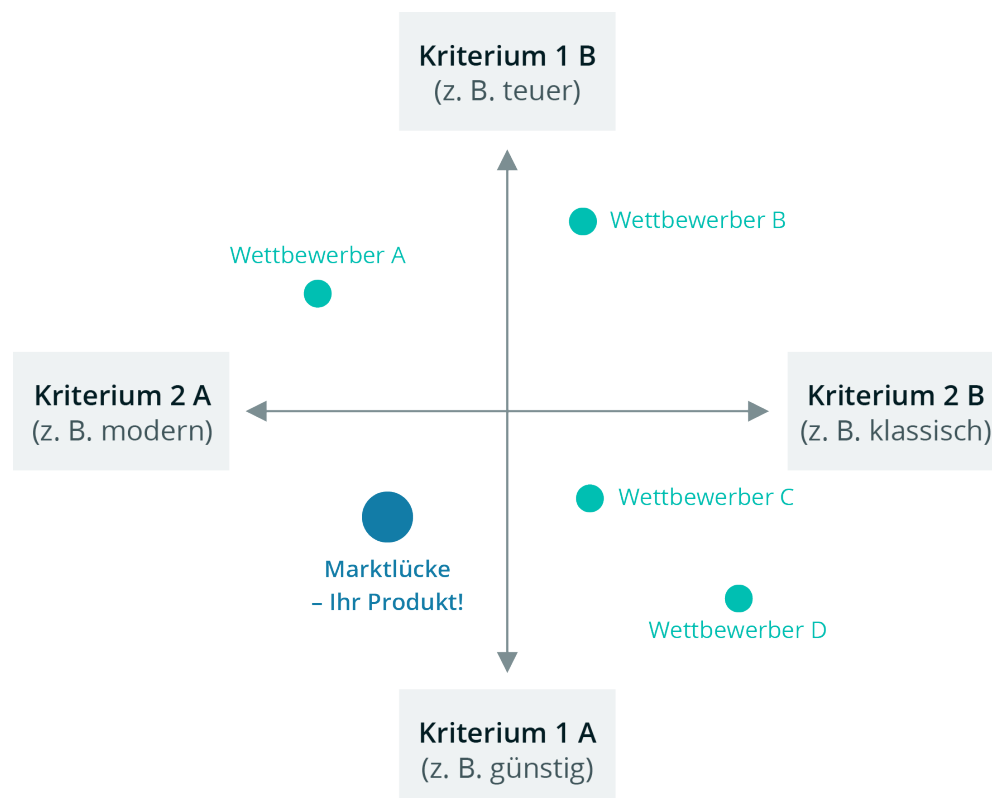 Kriterium 1 B
(z. B. teuer)
Wettbewerber B
Wettbewerber A
Kriterium 2 A
(z. B. modern)
Kriterium 2 B
(z. B. klassisch)
Wettbewerber C
Marktlücke
– Ihr Produkt!
Wettbewerber D
Kriterium 1 A
(z. B. günstig)